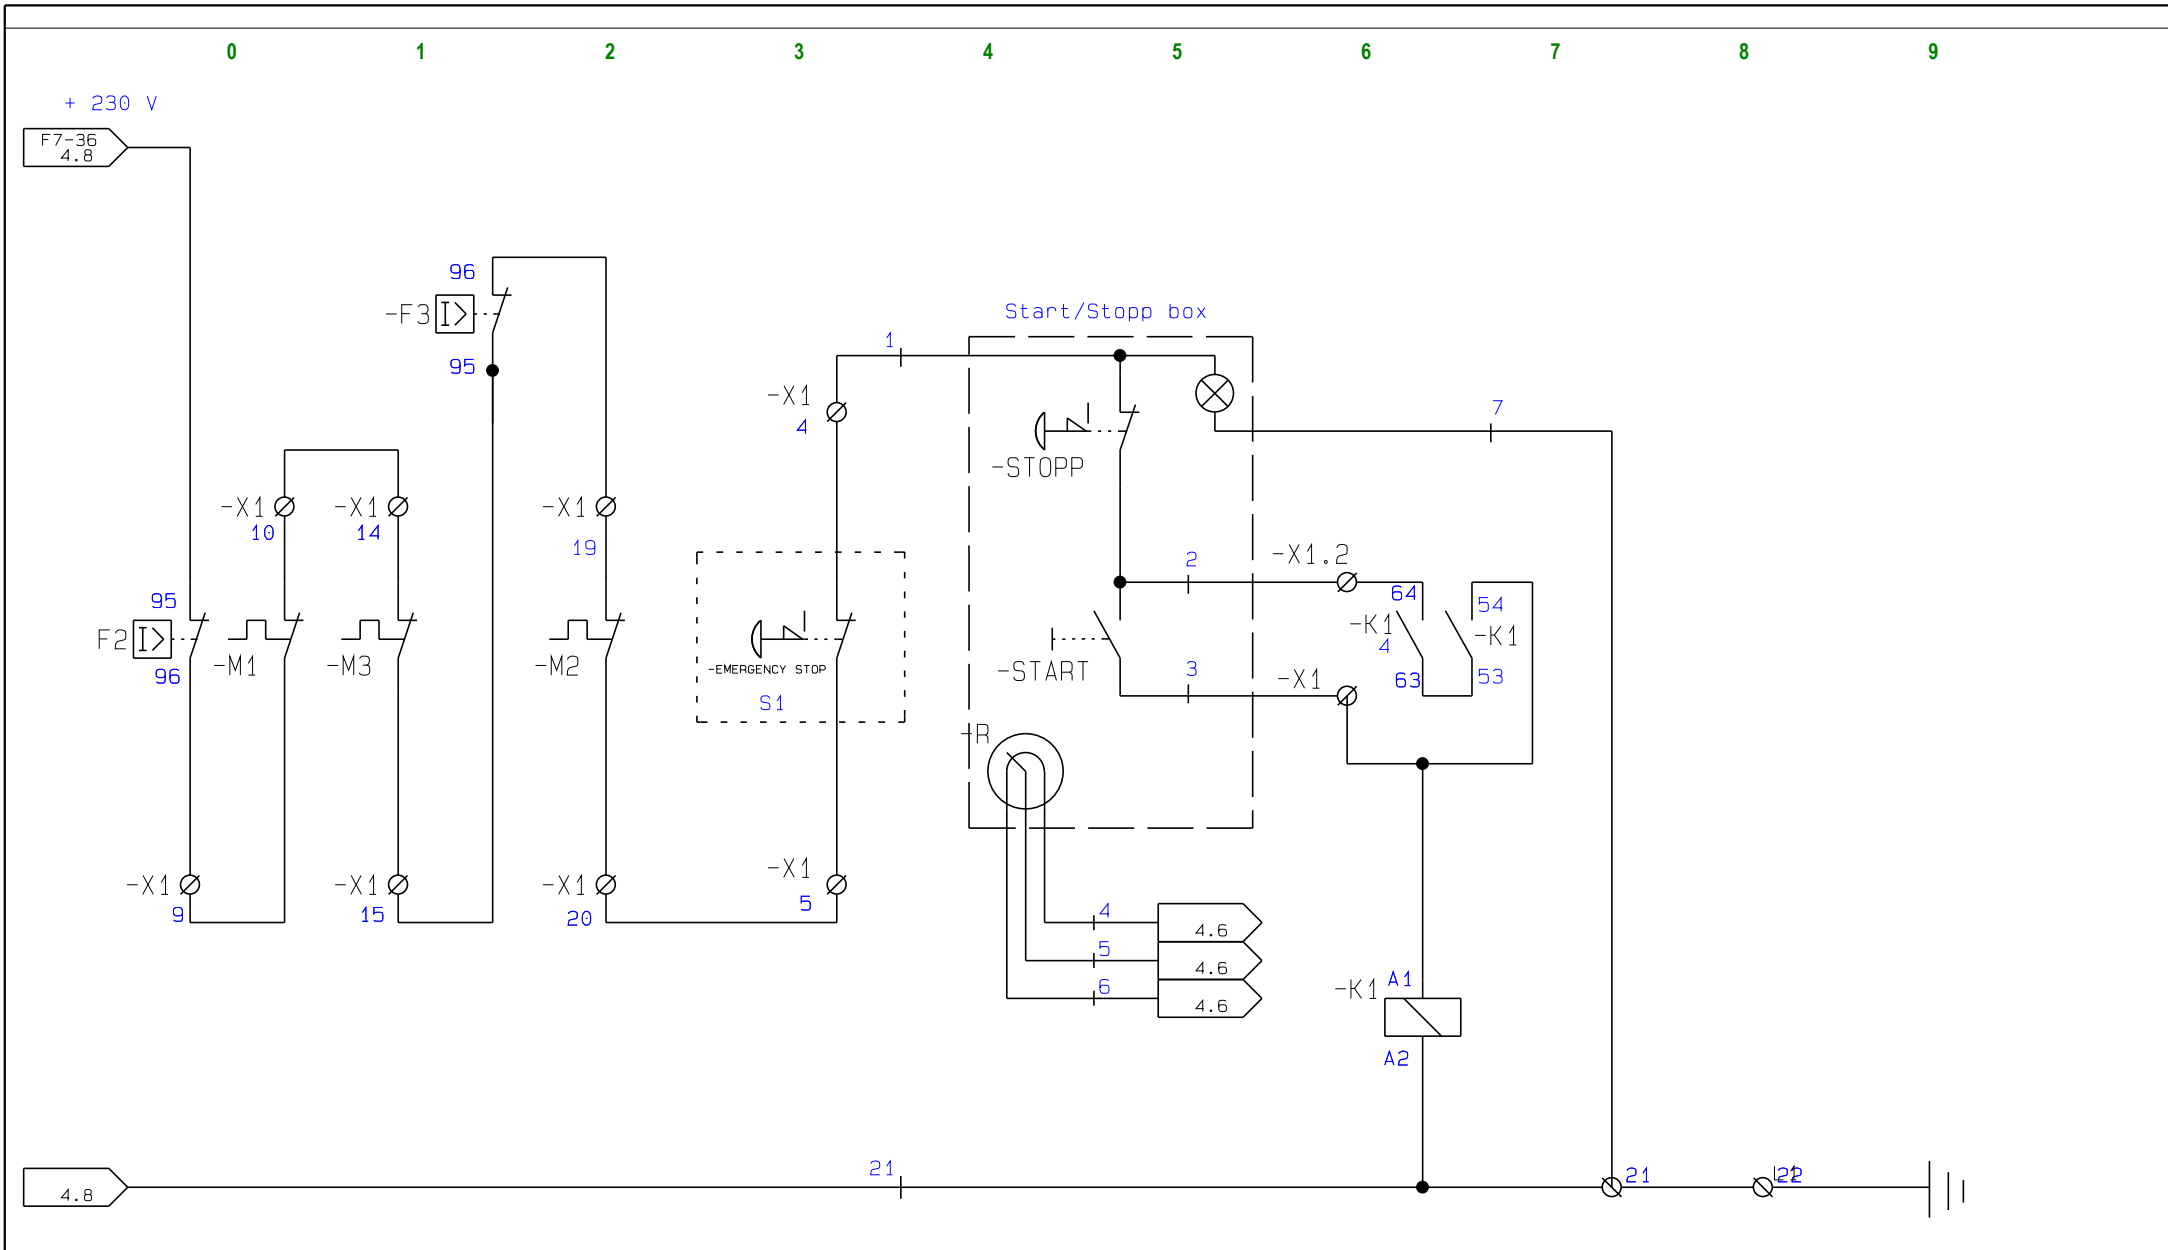 0 1 2 3 4 5 6 7 8 9
+ 230 V
F7-36
4.8
96
-F3
95
Start/Stopp box
1
-X1
4
7
-STOPP
-X1
10
-X1
14
-X1
19
2
-X1.2
64
54
-K1
4
-K1
63
53
95
F2
96
-M1
-M3
-M2
-EMERGENCY STOP
S1
-START
3
-X1
-R
-X1
9
-X1
15
-X1
20
-X1
5
4
4.6
5
4.6
6
4.6
-K1
A1
A2
21
4.8
21
22